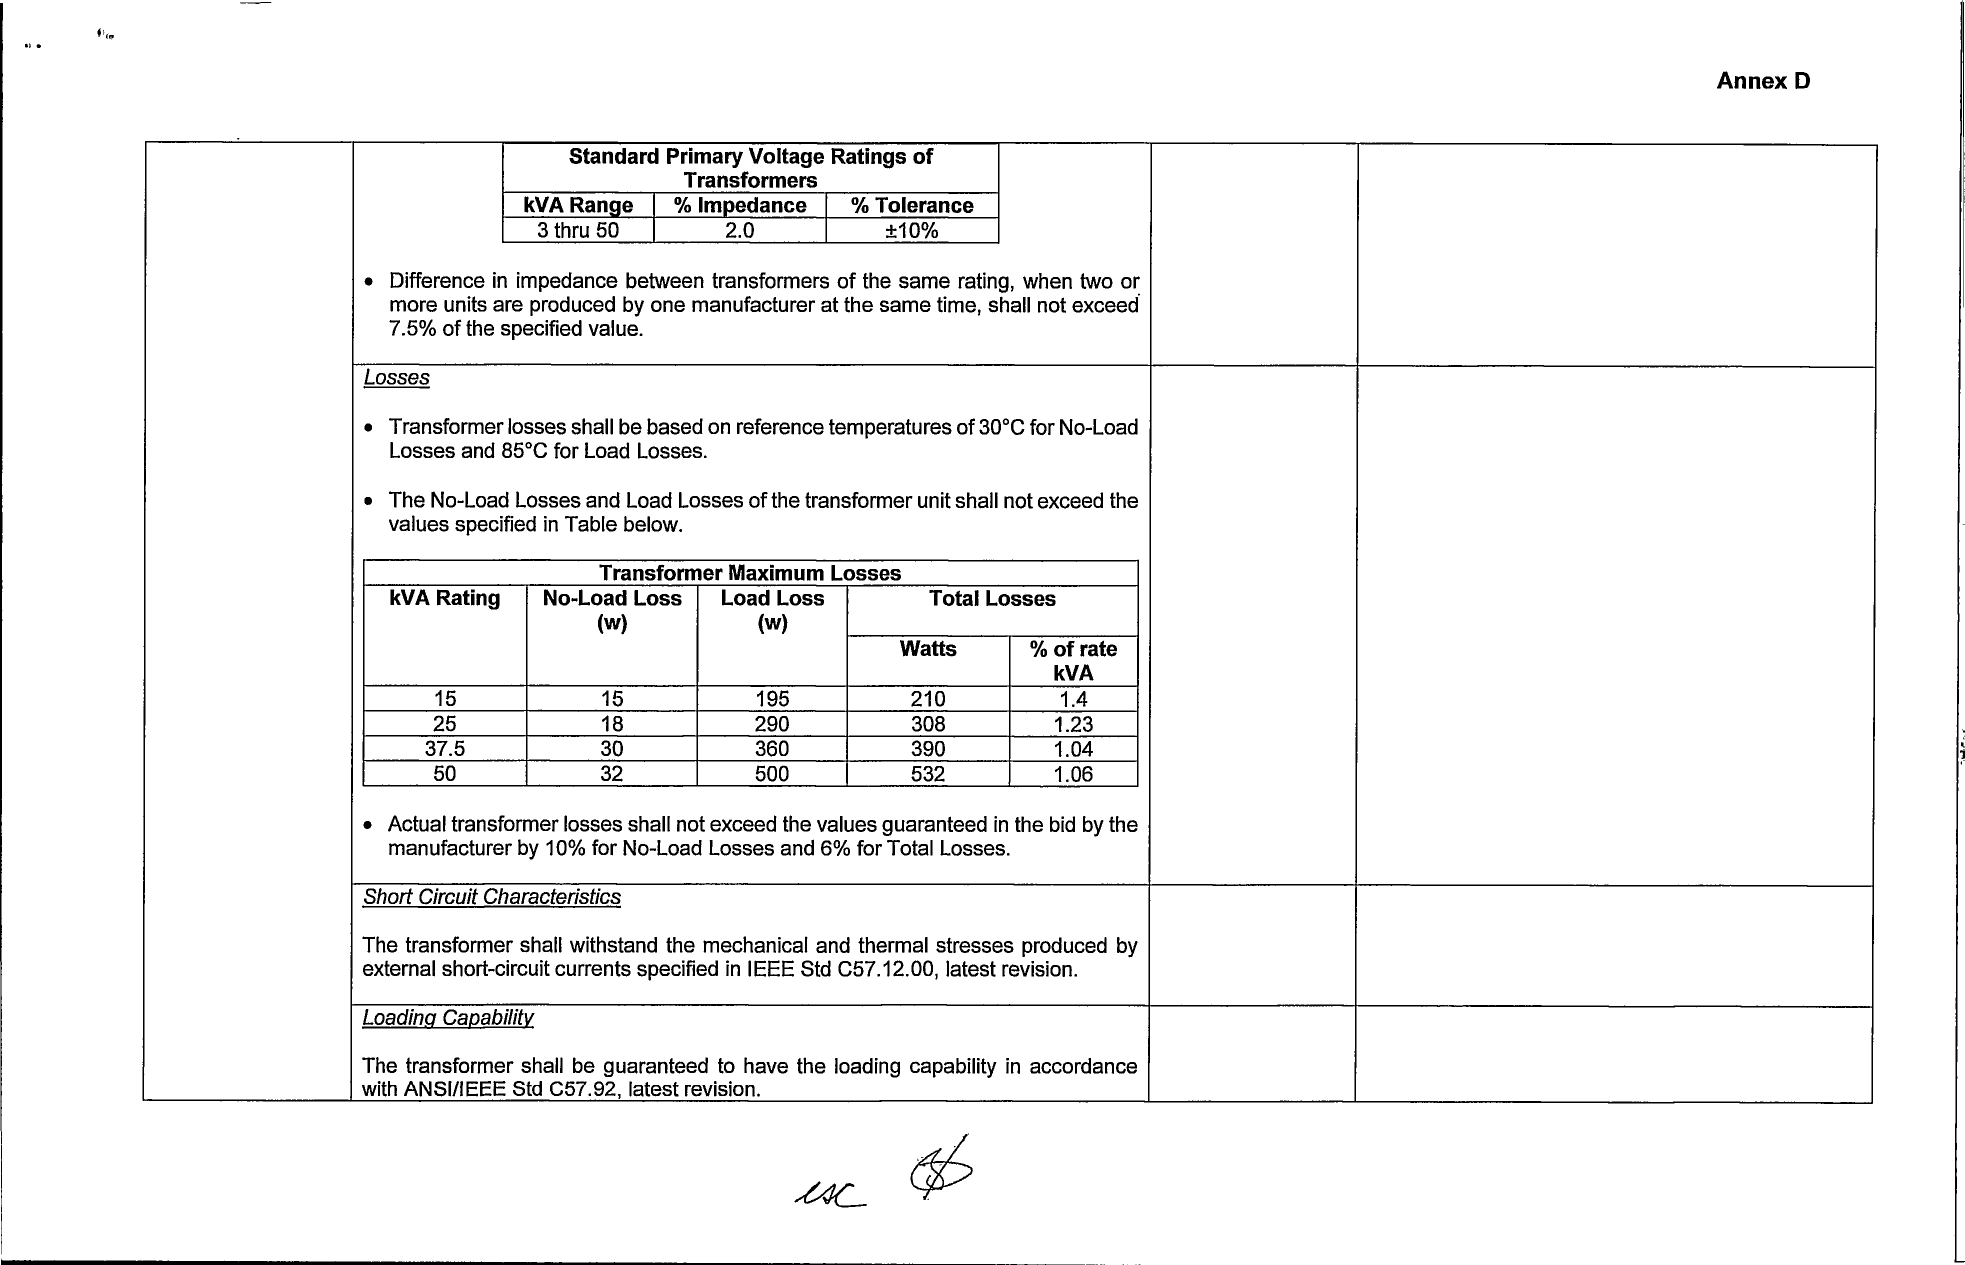 Annex D
Standard Primary Voltage Ratings of
Transformers
kVA Range % Impedance % Tolerance
3 thru 50 2.0 ±10%
• Difference in impedance between transformers of the same rating, when two or
more units are produced by one manufacturer at the same time, shall not exceed
7.5% of the specified value.
Losses
• Transformer losses shall be based on reference temperatures of 30°C for No-Load
Losses and 85°C for Load Losses.
• The No-Load Losses and Load Losses of the transformer unit shall not exceed the
values specified in Table below.
Transformer Maximum Losses
kVA Rating No-Load Loss Load Loss Total Losses
(w) (w)
Watts % of rate
kVA
15 15 195 210 1.4
25 18 290 308 1.23
37.5 30 360 390 1.04
50 32 500 532 1.06
• Actual transformer losses shall not exceed the values guaranteed in the bid by the
manufacturer by 10% for No-Load Losses and 6% for Total Losses.
Short Circuit Characteristics
The transformer shall withstand the mechanical and thermal stresses produced by
external short-circuit currents specified in IEEE Std C57.12.00, latest revision.
Loading Capability
The transformer shall be guaranteed to have the loading capability in accordance
with ANSI/IEEE Std C57.92, latest revision.